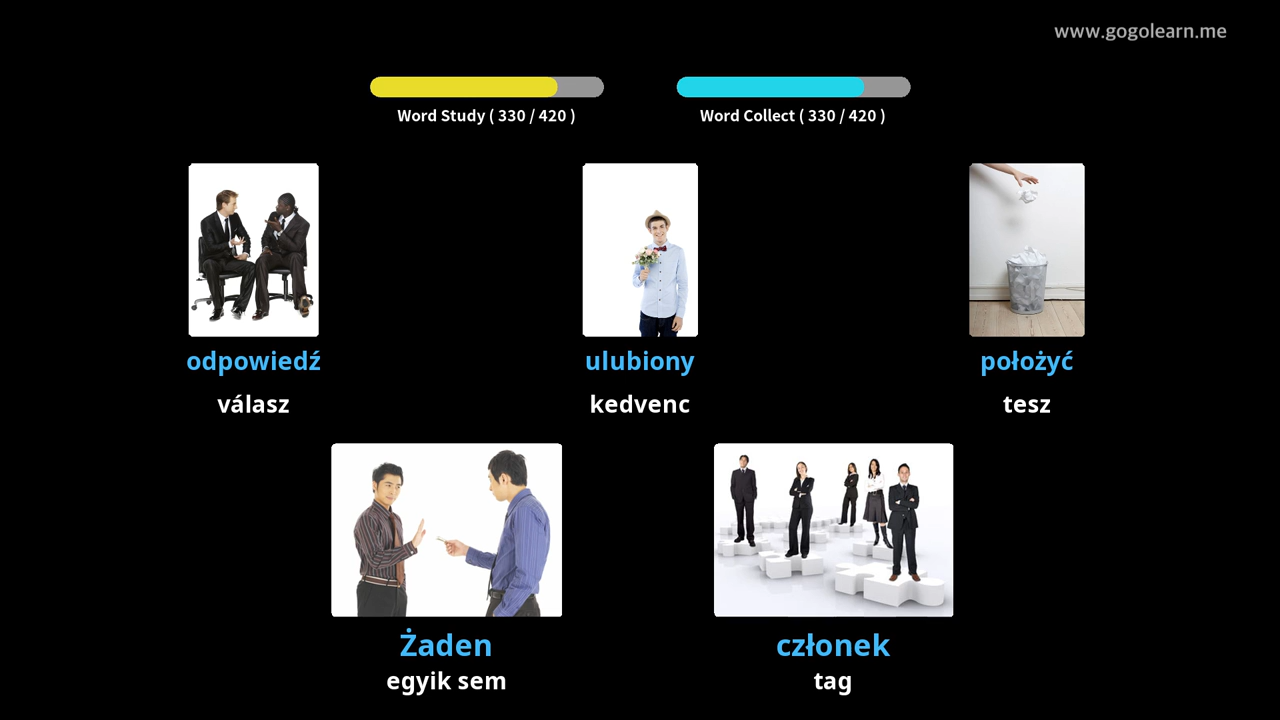 www.gogolearn.me
Word Study ( 330 / 420 )
Word Collect ( 330 / 420 )
odpowiedź
ulubiony
położyć
válasz
kedvenc
tesz
Żaden
członek
egyik sem
tag